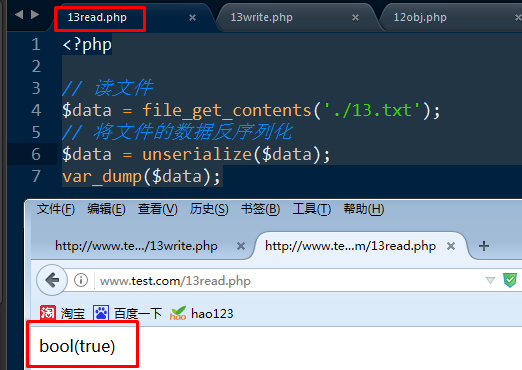 13read.php × 13write.php × 12obj.php ×
1 <?php
2
3 // 读文件
4 $data = file_get_contents('./13.txt');
5 // 将文件的数据反序列化
6 $data = unserialize($data);
7 var_dump($data);
文件(F) 编辑(E) 查看(V) 历史(S) 书签(B) 工具(T) 帮助(H)
http://www.te.../13write.php × http://www.te...m/13read.php × +
www.test.com/13read.php
淘 淘宝 百度一下 hao hao123
bool(true)